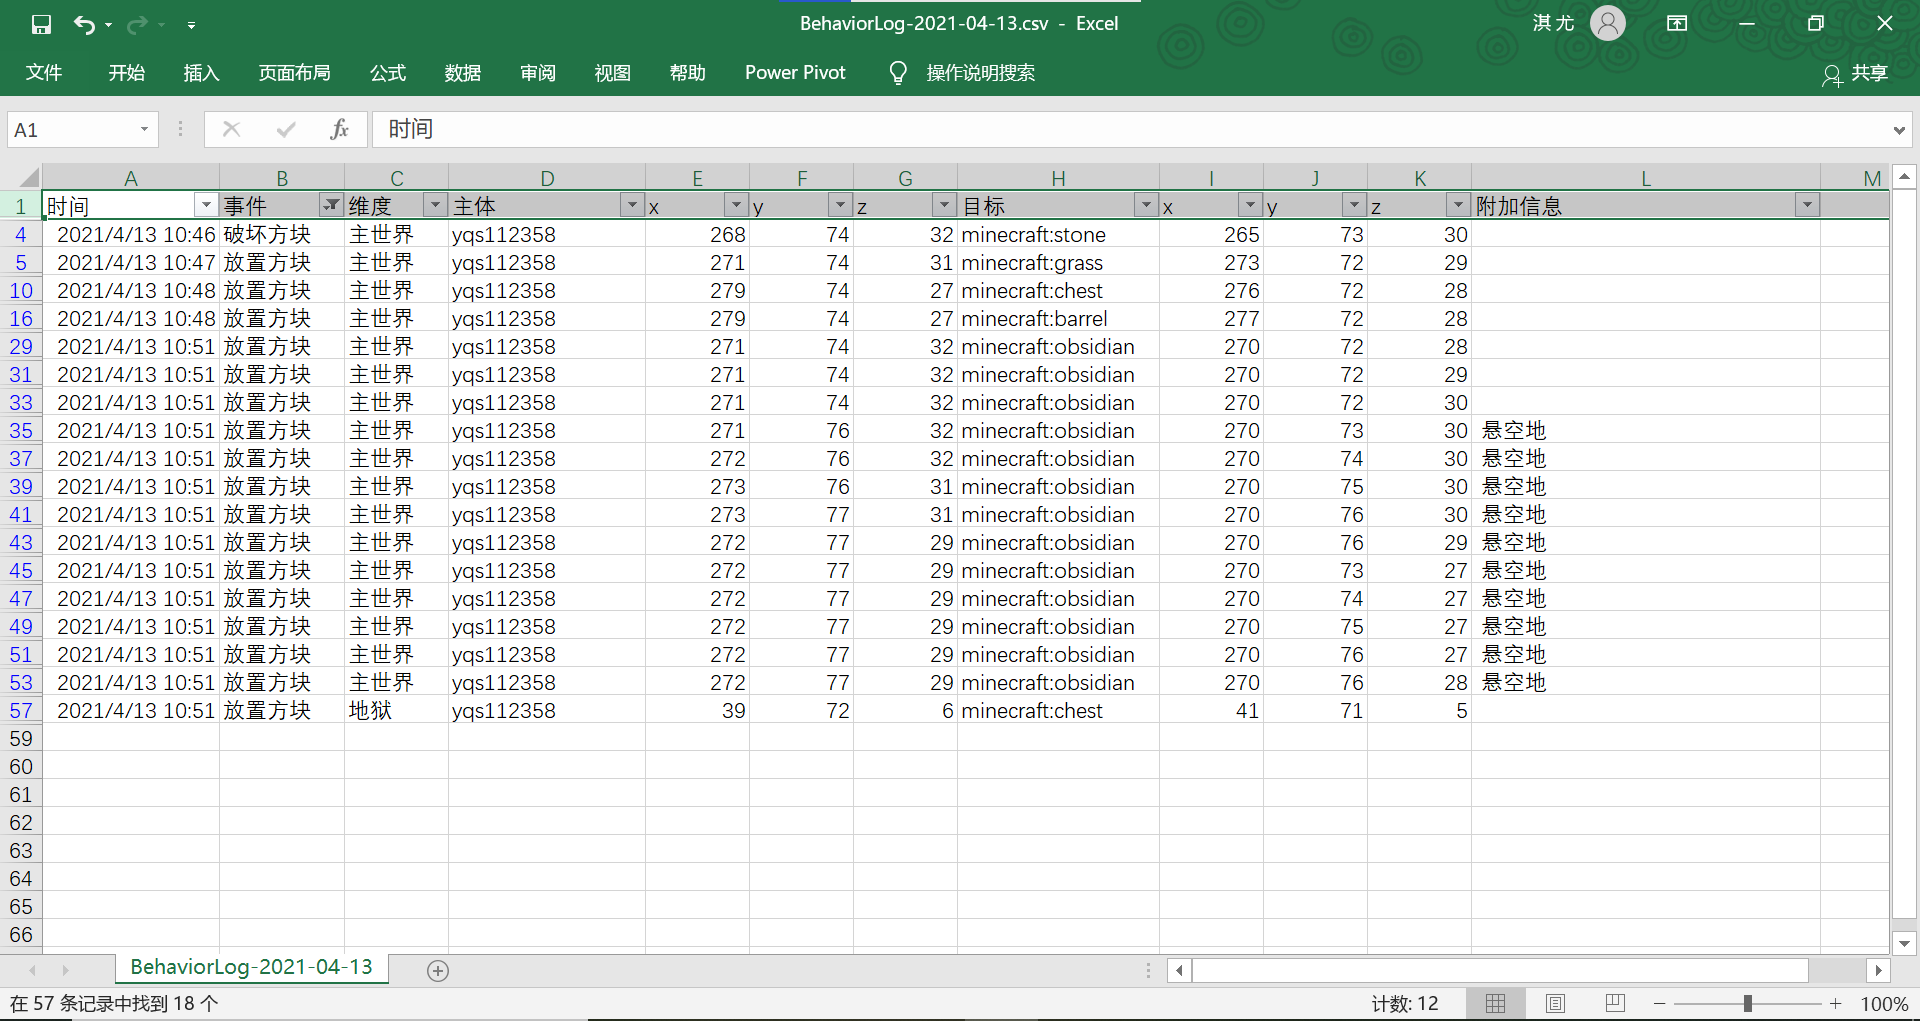 BehaviorLog-2021-04-13.csv - Excel
淇 尤
文件 开始 插入 页面布局 公式 数据 审阅 视图 帮助 Power Pivot 操作说明搜索 共享
A1 fx 时间
A B C D E F G H I J K L M
1 时间 事件 维度 主体 x y z 目标 x y z 附加信息
4 2021/4/13 10:46 破坏方块 主世界 yqs112358 268 74 32 minecraft:stone 265 73 30
5 2021/4/13 10:47 放置方块 主世界 yqs112358 271 74 31 minecraft:grass 273 72 29
10 2021/4/13 10:48 放置方块 主世界 yqs112358 279 74 27 minecraft:chest 276 72 28
16 2021/4/13 10:48 放置方块 主世界 yqs112358 279 74 27 minecraft:barrel 277 72 28
29 2021/4/13 10:51 放置方块 主世界 yqs112358 271 74 32 minecraft:obsidian 270 72 28
31 2021/4/13 10:51 放置方块 主世界 yqs112358 271 74 32 minecraft:obsidian 270 72 29
33 2021/4/13 10:51 放置方块 主世界 yqs112358 271 74 32 minecraft:obsidian 270 72 30
35 2021/4/13 10:51 放置方块 主世界 yqs112358 271 76 32 minecraft:obsidian 270 73 30 悬空地
37 2021/4/13 10:51 放置方块 主世界 yqs112358 272 76 32 minecraft:obsidian 270 74 30 悬空地
39 2021/4/13 10:51 放置方块 主世界 yqs112358 273 76 31 minecraft:obsidian 270 75 30 悬空地
41 2021/4/13 10:51 放置方块 主世界 yqs112358 273 77 31 minecraft:obsidian 270 76 30 悬空地
43 2021/4/13 10:51 放置方块 主世界 yqs112358 272 77 29 minecraft:obsidian 270 76 29 悬空地
45 2021/4/13 10:51 放置方块 主世界 yqs112358 272 77 29 minecraft:obsidian 270 73 27 悬空地
47 2021/4/13 10:51 放置方块 主世界 yqs112358 272 77 29 minecraft:obsidian 270 74 27 悬空地
49 2021/4/13 10:51 放置方块 主世界 yqs112358 272 77 29 minecraft:obsidian 270 75 27 悬空地
51 2021/4/13 10:51 放置方块 主世界 yqs112358 272 77 29 minecraft:obsidian 270 76 27 悬空地
53 2021/4/13 10:51 放置方块 主世界 yqs112358 272 77 29 minecraft:obsidian 270 76 28 悬空地
57 2021/4/13 10:51 放置方块 地狱 yqs112358 39 72 6 minecraft:chest 41 71 5
59
60
61
62
63
64
65
66
BehaviorLog-2021-04-13
在 57 条记录中找到 18 个 计数: 12 100%